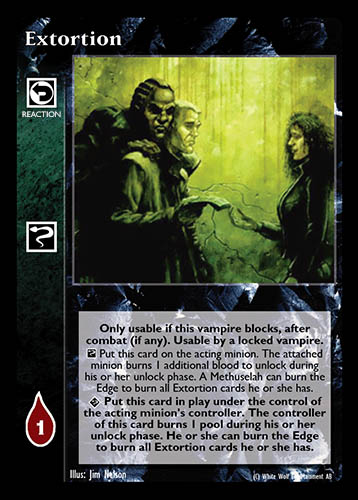 Extortion
REACTION
Only usable if this vampire blocks, after
combat (if any). Usable by a locked vampire.
Put this card on the acting minion. The attached
minion burns 1 additional blood to unlock during
his or her unlock phase. A Methuselah can burn the
Edge to burn all Extortion cards he or she has.
Put this card in play under the control of
the acting minion's controller. The controller
of this card burns 1 pool during his or her
unlock phase. He or she can burn the Edge
to burn all Extortion cards he or she has.
1
Illus: Jim Nelson
(C) White Wolf Entertainment AB